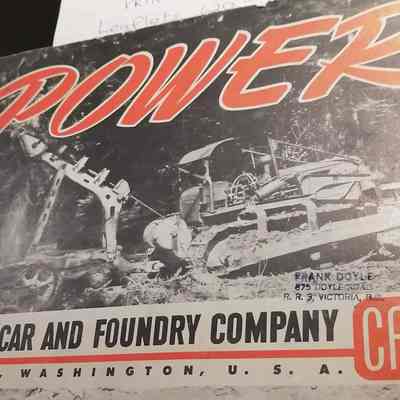 POWER
FRANK DOYLE
875 DOYLE ROAD
R. R. 3, VICTORIA, B.C.
CAR AND FOUNDRY COMPANY
WASHINGTON, U. S. A.